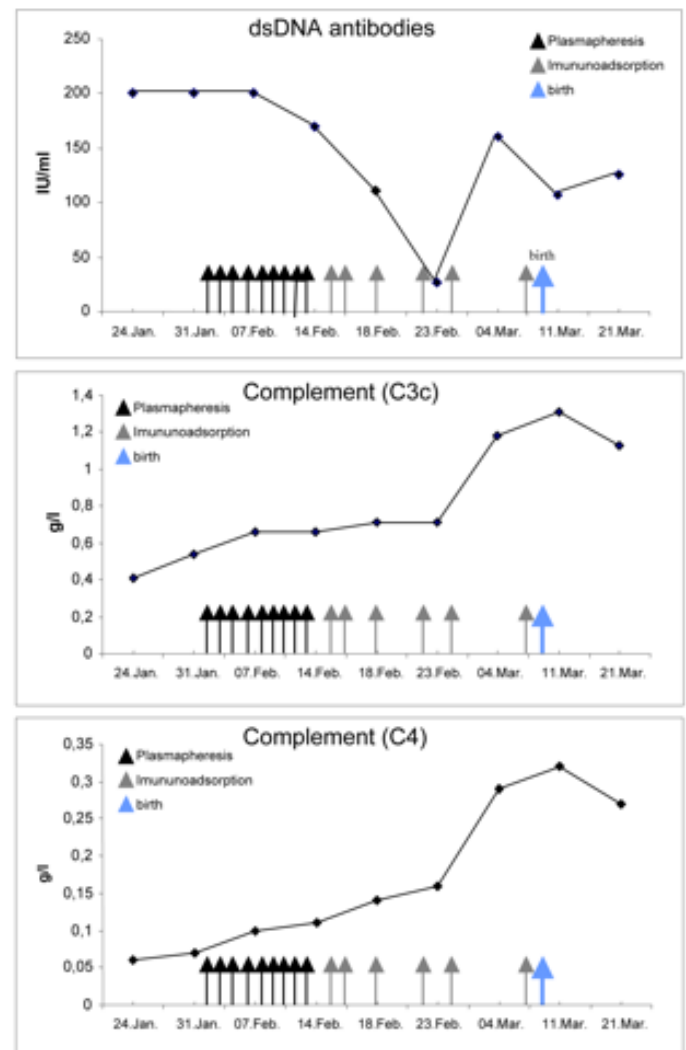 dsDNA antibodies
250
200
150
100
50
0
IU/ml
Plasmapheresis
Imununoadsorption
birth
birth
24.Jan. 31.Jan. 07.Feb. 14.Feb. 18.Feb. 23.Feb. 04.Mar. 11.Mar. 21.Mar.
Complement (C3c)
1,4
1,2
1
0,8
0,6
0,4
0,2
0
g/l
Plasmapheresis
Imununoadsorption
birth
24.Jan. 31.Jan. 07.Feb. 14.Feb. 18.Feb. 23.Feb. 04.Mar. 11.Mar. 21.Mar.
Complement (C4)
0,35
0,3
0,25
0,2
0,15
0,1
0,05
0
g/l
Plasmapheresis
Imununoadsorption
birth
24.Jan. 31.Jan. 07.Feb. 14.Feb. 18.Feb. 23.Feb. 04.Mar. 11.Mar. 21.Mar.